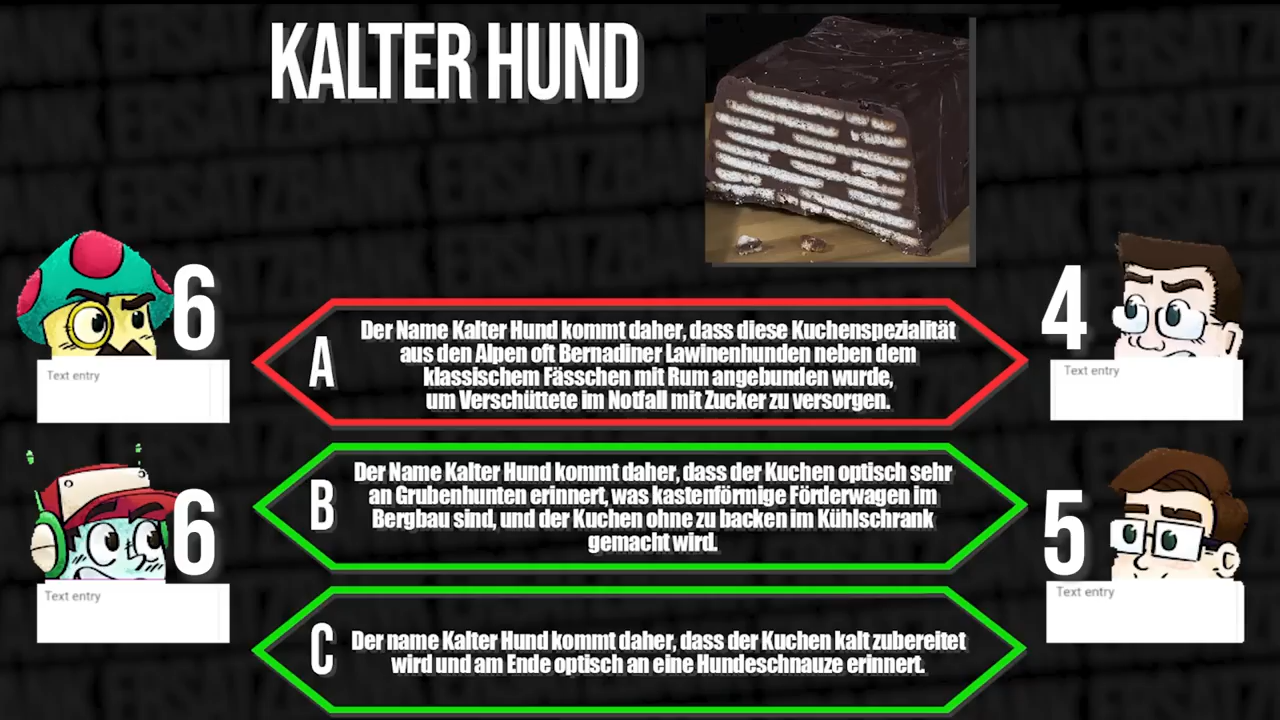 KALTER HUND
6
4
Text entry
Text entry
A
Der Name Kalter Hund kommt daher, dass diese Kuchenspezialität
aus den Alpen oft Bernadiner Lawinenhunden neben dem
klassischem Fässchen mit Rum angebunden wurde,
um Verschüttete im Notfall mit Zucker zu versorgen.
6
5
Text entry
Text entry
B
Der Name Kalter Hund kommt daher, dass der Kuchen optisch sehr
an Grubenhunten erinnert, was kastenförmige Förderwagen im
Bergbau sind, und der Kuchen ohne zu backen im Kühlschrank
gemacht wird.
C
Der name Kalter Hund kommt daher, dass der Kuchen kalt zubereitet
wird und am Ende optisch an eine Hundeschnauze erinnert.